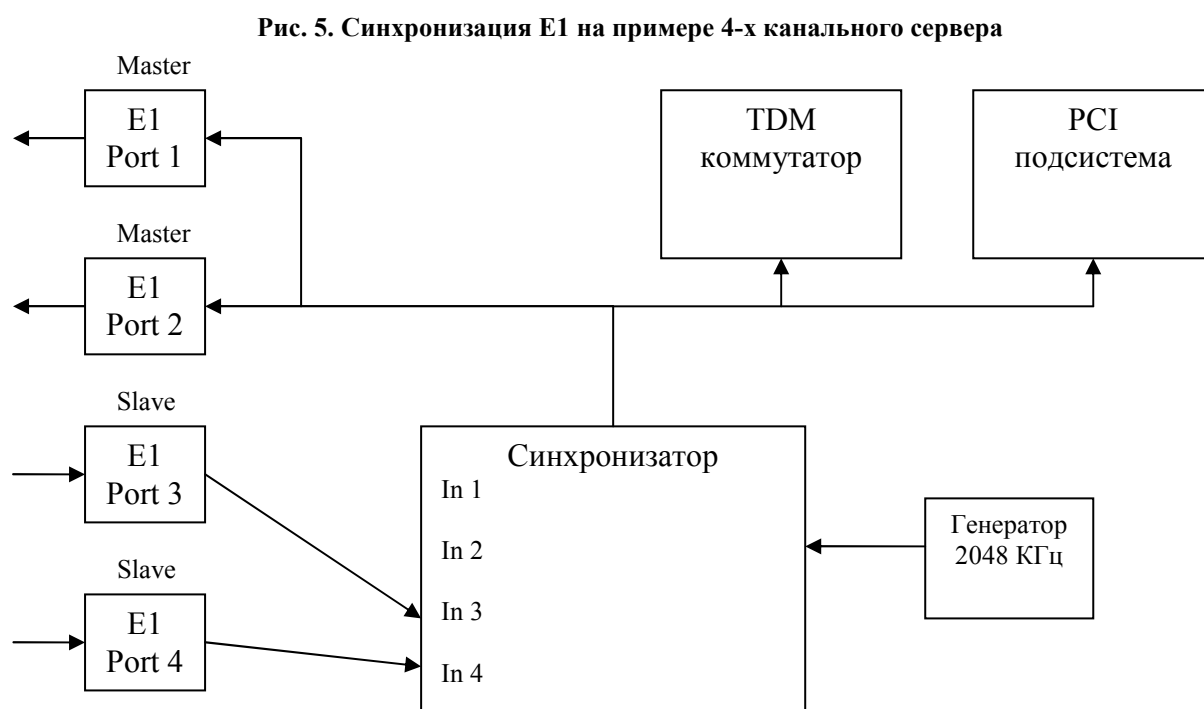 Рис. 5. Синхронизация E1 на примере 4-х канального сервера
Master
E1
Port 1
TDM
коммутатор
PCI
подсистема
Master
E1
Port 2
Slave
E1
Port 3
Синхронизатор
In 1
In 2
In 3
In 4
Генератор
2048 КГц
Slave
E1
Port 4